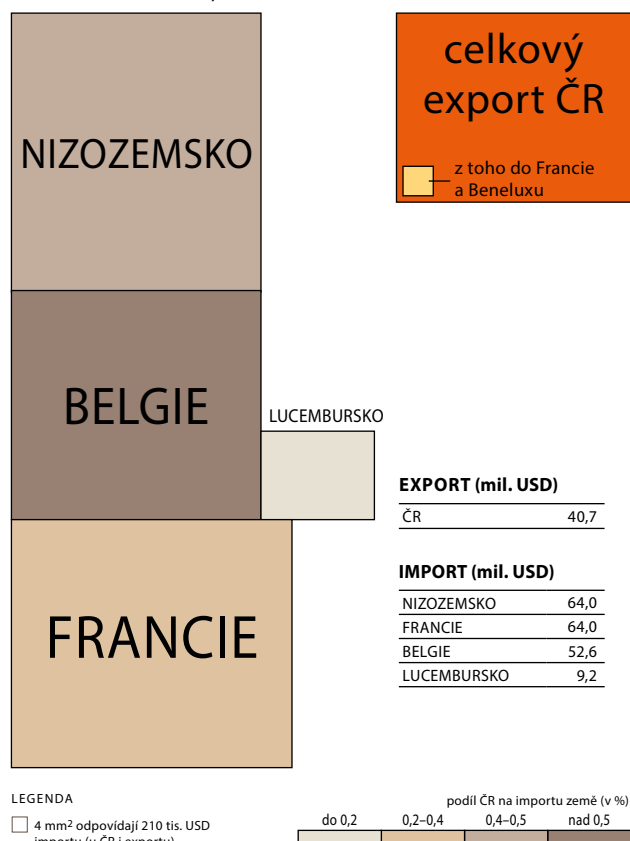 NIZOZEMSKO
celkový
export ČR
z toho do Francie
a Beneluxu
BELGIE
LUCEMBURSKO
EXPORT (mil. USD)
ČR 40,7
IMPORT (mil. USD)
NIZOZEMSKO 64,0
FRANCIE 64,0
BELGIE 52,6
LUCEMBURSKO 9,2
FRANCIE
LEGENDA
4 mm² odpovídají 210 tis. USD
importu (u ČR i exportu)
podíl ČR na importu země (v %)
do 0,2 0,2–0,4 0,4–0,5 nad 0,5